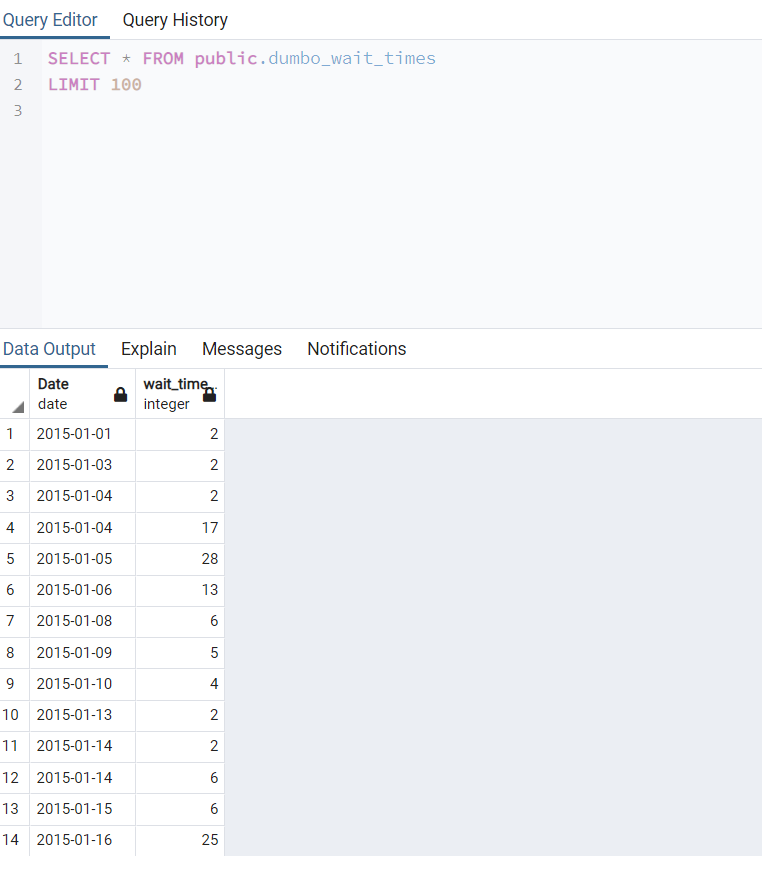 Query Editor Query History
1 SELECT * FROM public.dumbo_wait_times
2 LIMIT 100
3
Data Output Explain Messages Notifications
Date wait_time...
date integer
1 2015-01-01 2
2 2015-01-03 2
3 2015-01-04 2
4 2015-01-04 17
5 2015-01-05 28
6 2015-01-06 13
7 2015-01-08 6
8 2015-01-09 5
9 2015-01-10 4
10 2015-01-13 2
11 2015-01-14 2
12 2015-01-14 6
13 2015-01-15 6
14 2015-01-16 25